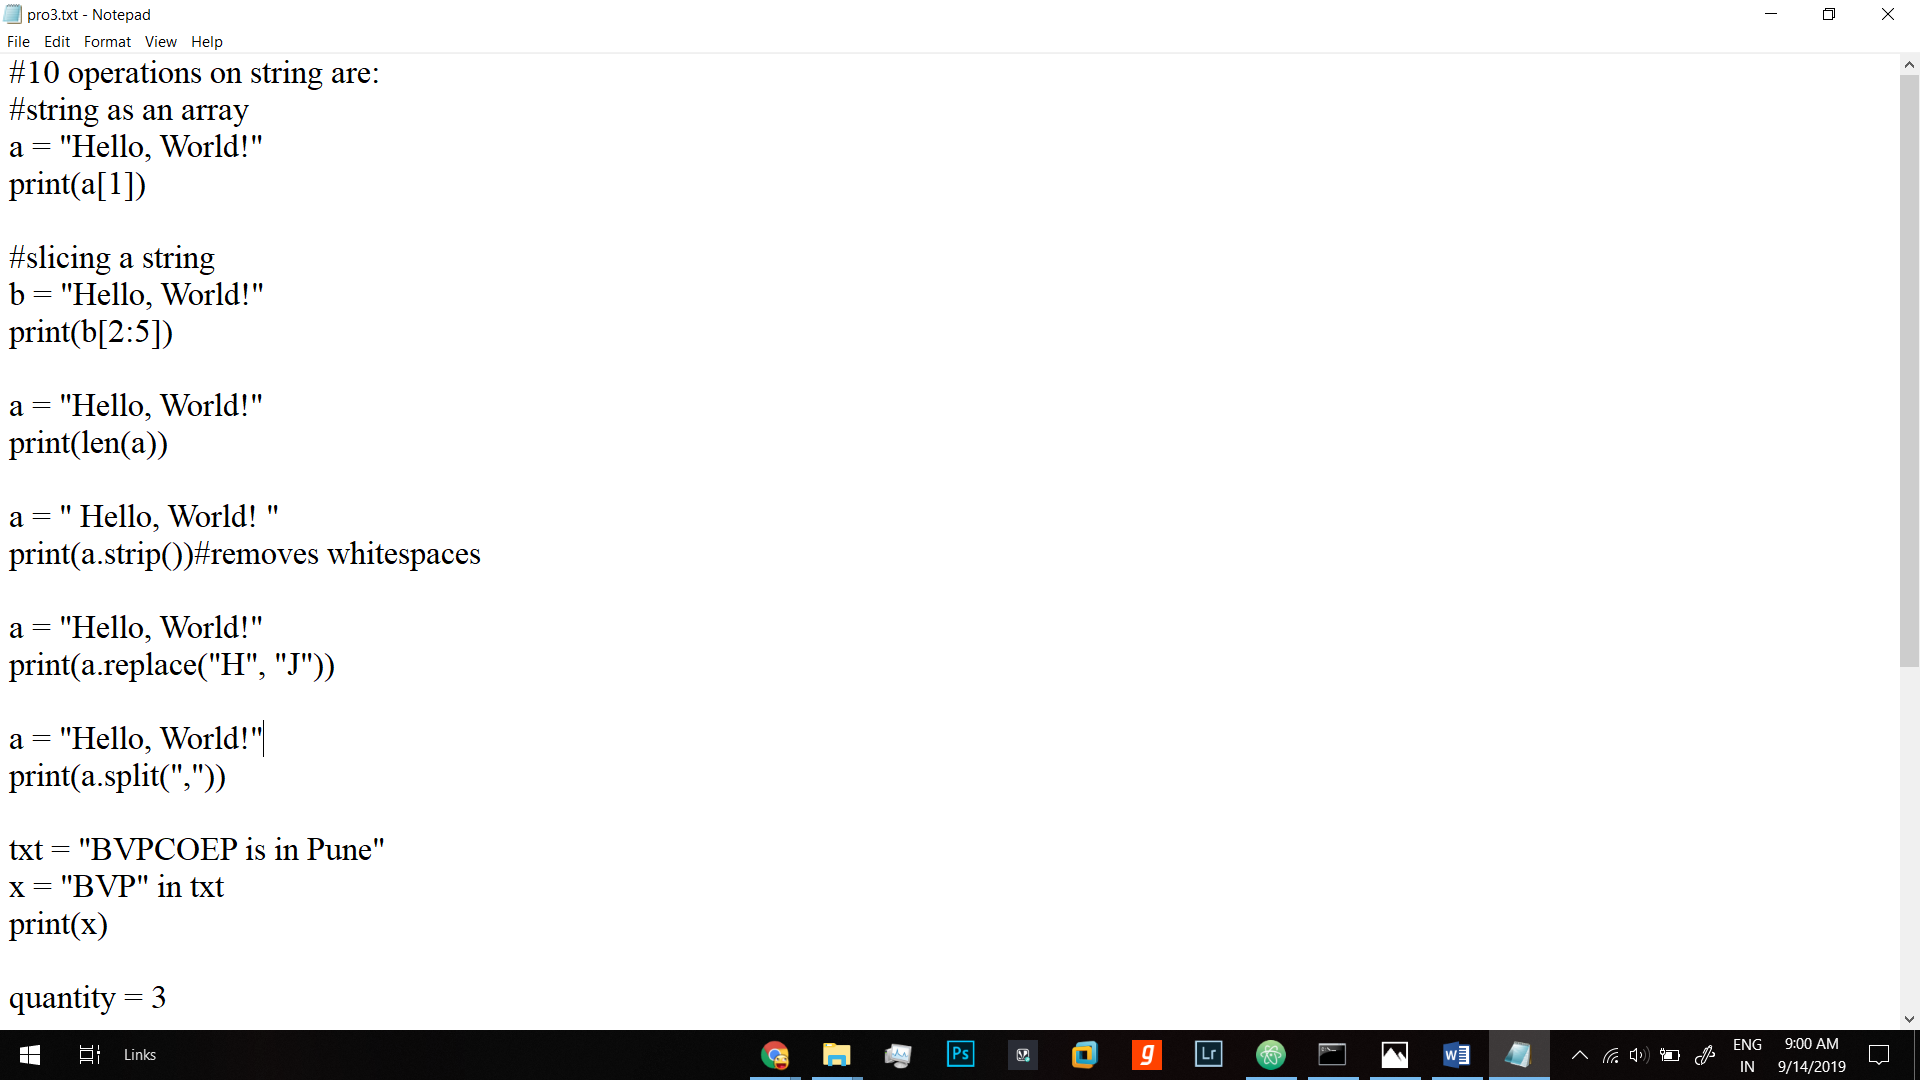 pro3.txt - Notepad
File Edit Format View Help
#10 operations on string are:
#string as an array
a = "Hello, World!"
print(a[1])
#slicing a string
b = "Hello, World!"
print(b[2:5])
a = "Hello, World!"
print(len(a))
a = " Hello, World! "
print(a.strip())#removes whitespaces
a = "Hello, World!"
print(a.replace("H", "J"))
a = "Hello, World!"
print(a.split(","))
txt = "BVPCOEP is in Pune"
x = "BVP" in txt
print(x)
quantity = 3
Links Ps g Lr W ENG 9:00 AM
IN 9/14/2019